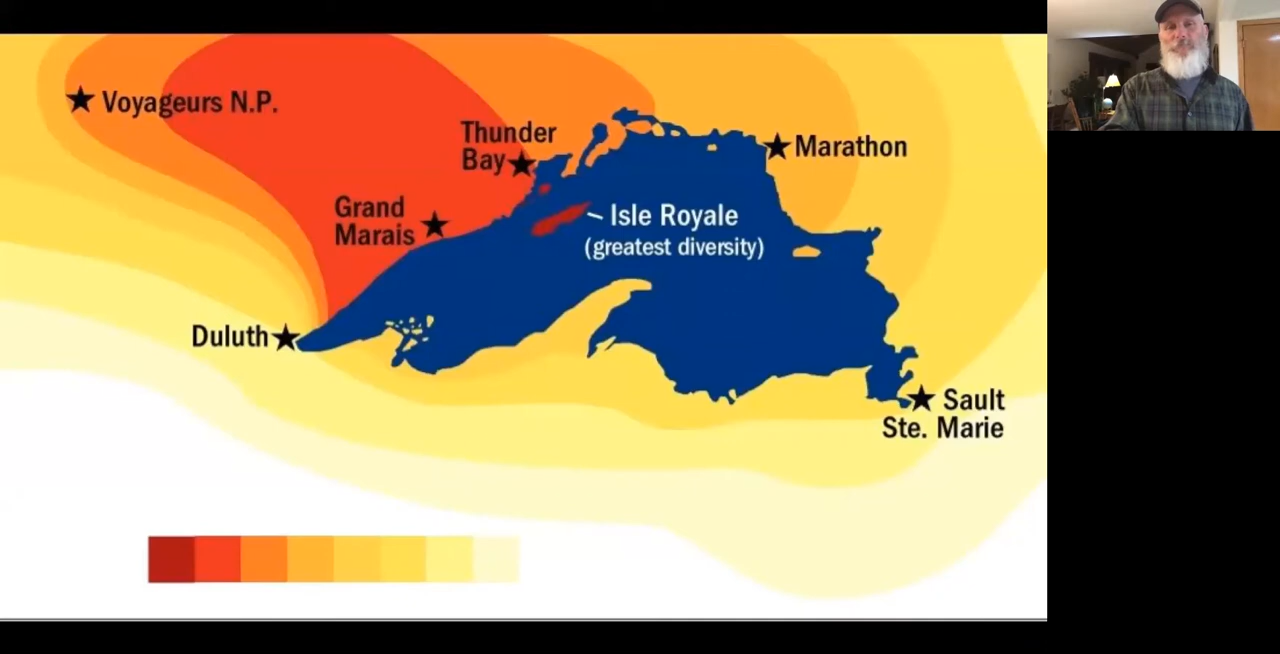 Voyageurs N.P.
Thunder
Bay
Marathon
Grand
Marais
Isle Royale
(greatest diversity)
Duluth
Sault
Ste. Marie